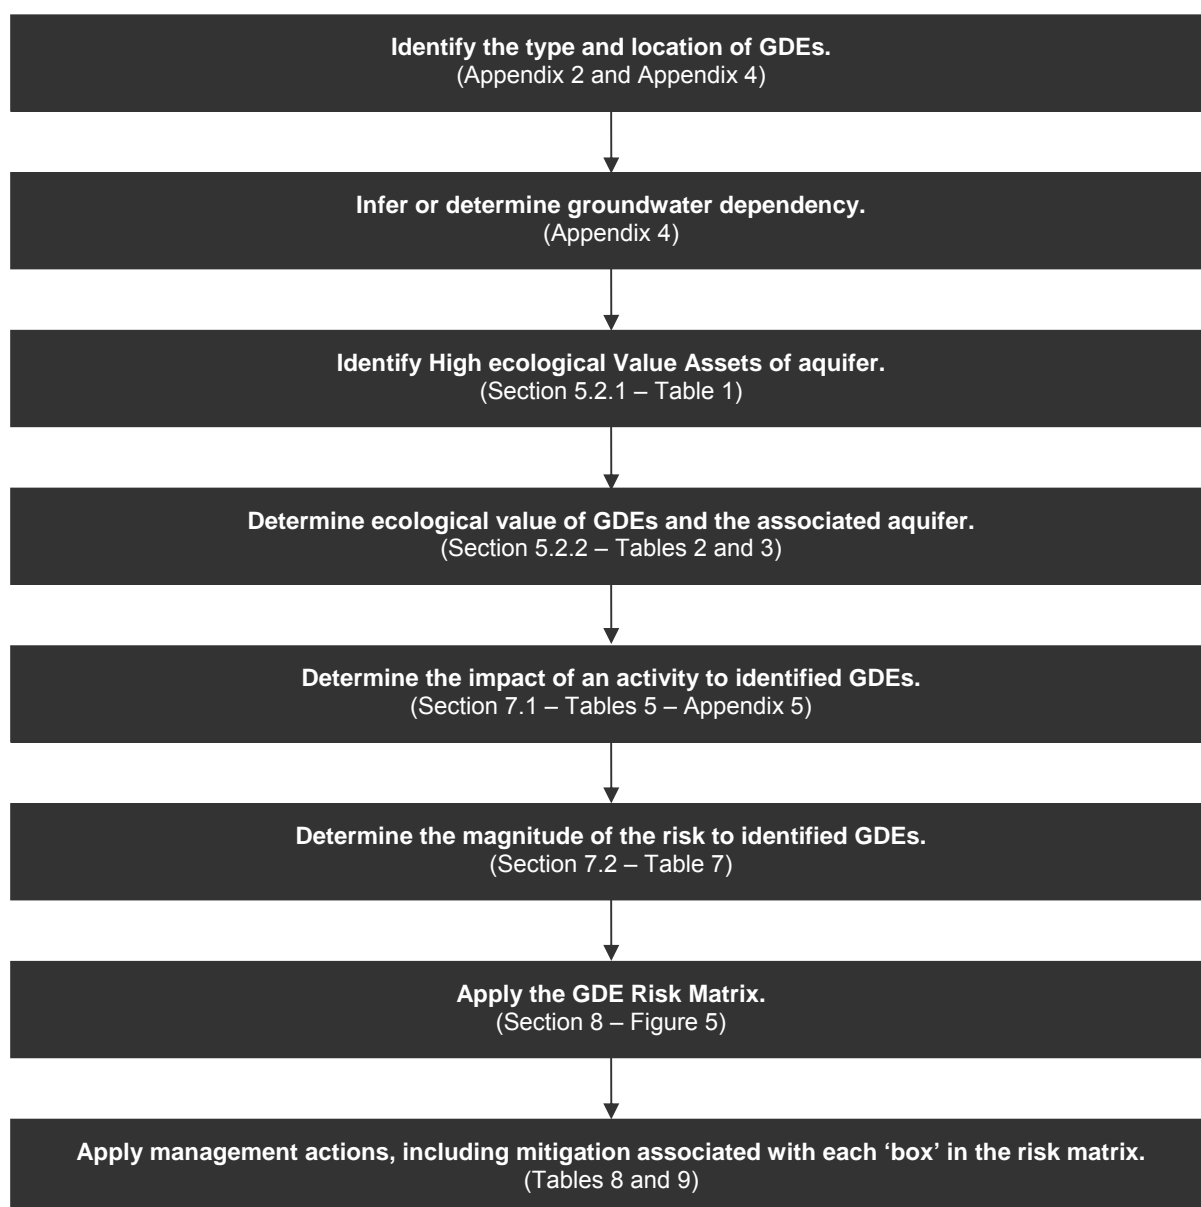 Identify the type and location of GDEs.
(Appendix 2 and Appendix 4)
Infer or determine groundwater dependency.
(Appendix 4)
Identify High ecological Value Assets of aquifer.
(Section 5.2.1 – Table 1)
Determine ecological value of GDEs and the associated aquifer.
(Section 5.2.2 – Tables 2 and 3)
Determine the impact of an activity to identified GDEs.
(Section 7.1 – Tables 5 – Appendix 5)
Determine the magnitude of the risk to identified GDEs.
(Section 7.2 – Table 7)
Apply the GDE Risk Matrix.
(Section 8 – Figure 5)
Apply management actions, including mitigation associated with each ‘box’ in the risk matrix.
(Tables 8 and 9)